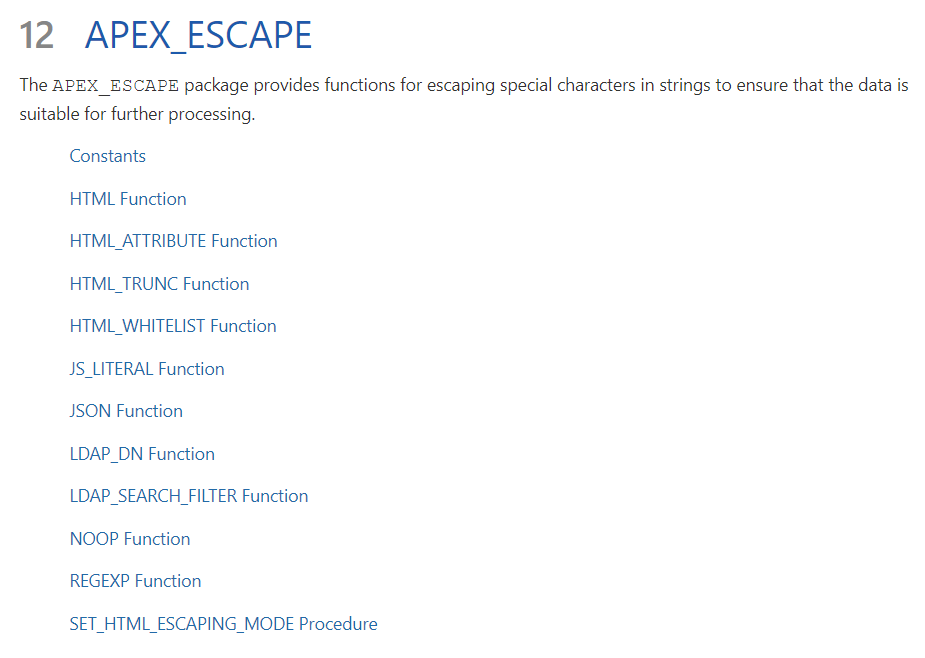 12 APEX_ESCAPE
The APEX_ESCAPE package provides functions for escaping special characters in strings to ensure that the data is
suitable for further processing.
Constants
HTML Function
HTML_ATTRIBUTE Function
HTML_TRUNC Function
HTML_WHITELIST Function
JS_LITERAL Function
JSON Function
LDAP_DN Function
LDAP_SEARCH_FILTER Function
NOOP Function
REGEXP Function
SET_HTML_ESCAPING_MODE Procedure